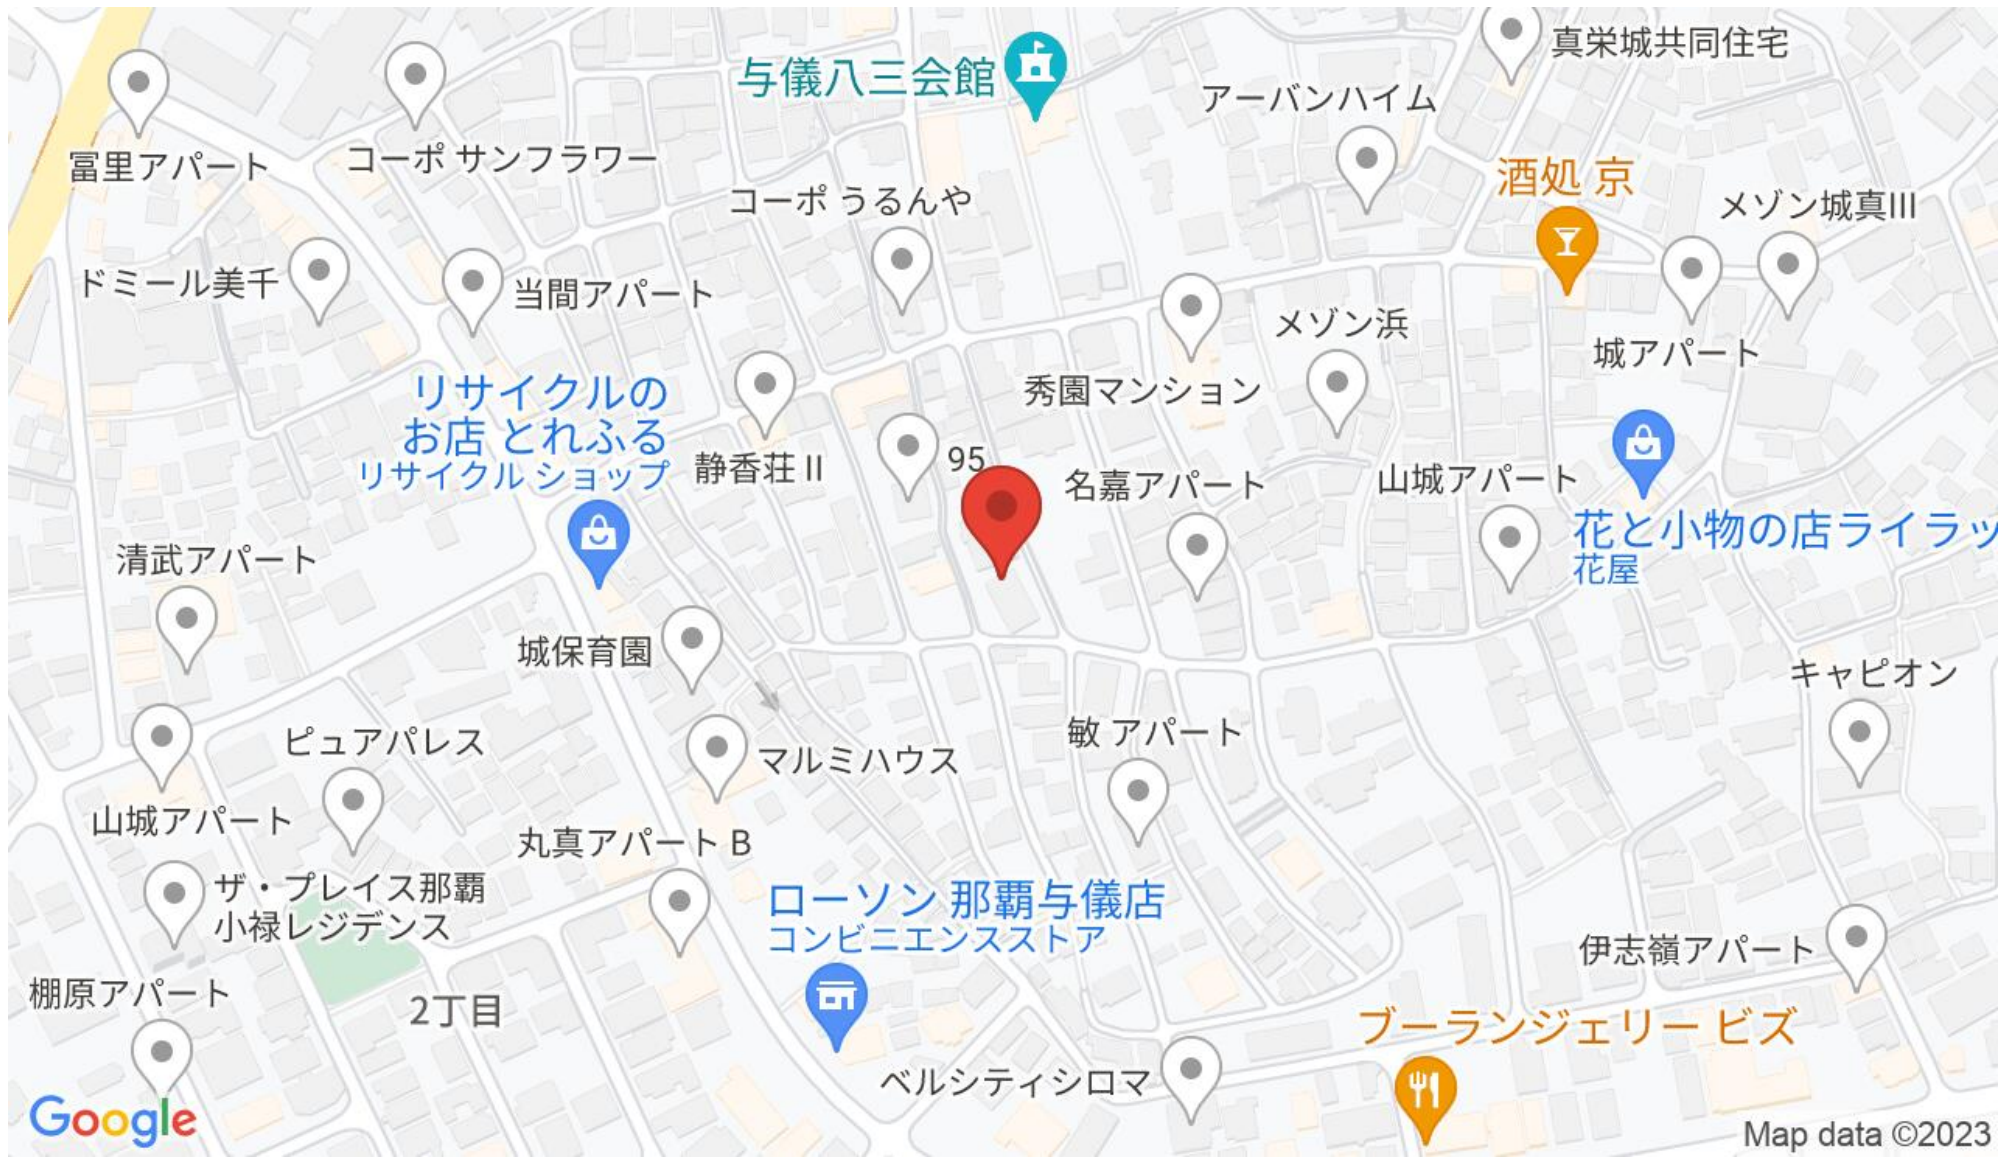 真栄城共同住宅
与儀八三会館
アーバンハイム
冨里アパート
コーポ サンフラワー
酒処 京
コーポ うるんや
メゾン城真III
ドミール美千
当間アパート
メゾン浜
城アパート
リサイクルの
お店 とれふる
リサイクル ショップ
秀園マンション
静香荘 II
95
名嘉アパート
山城アパート
花と小物の店ライラッ
花屋
清武アパート
城保育園
キャピオン
ピュアパレス
マルミハウス
敏 アパート
山城アパート
丸真アパート B
ザ・プレイス那覇
小禄レジデンス
ローソン 那覇与儀店
コンビニエンスストア
伊志嶺アパート
棚原アパート
2丁目
ブーランジェリー ビズ
ベルシティシロマ
Google
Map data ©2023